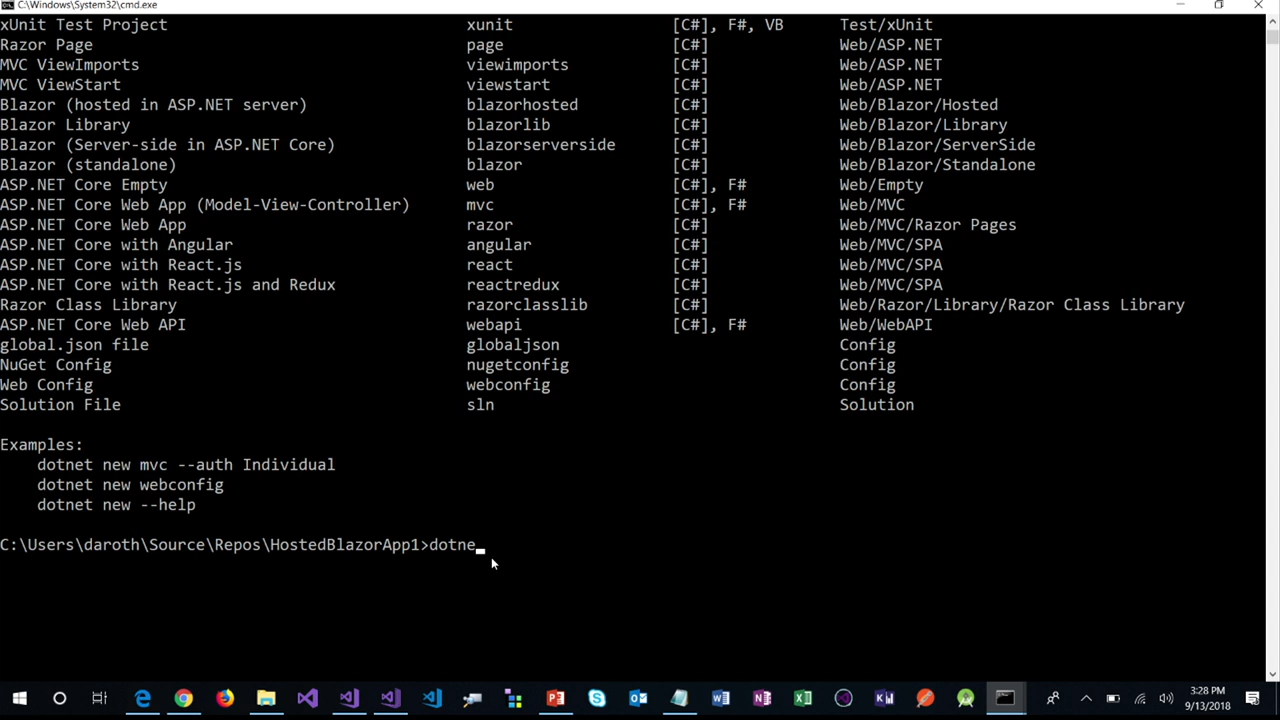 C:\Windows\System32\cmd.exe
xUnit Test Project xunit [C#], F#, VB Test/xUnit
Razor Page page [C#] Web/ASP.NET
MVC ViewImports viewimports [C#] Web/ASP.NET
MVC ViewStart viewstart [C#] Web/ASP.NET
Blazor (hosted in ASP.NET server) blazorhosted [C#] Web/Blazor/Hosted
Blazor Library blazorlib [C#] Web/Blazor/Library
Blazor (Server-side in ASP.NET Core) blazorserverside [C#] Web/Blazor/ServerSide
Blazor (standalone) blazor [C#] Web/Blazor/Standalone
ASP.NET Core Empty web [C#], F# Web/Empty
ASP.NET Core Web App (Model-View-Controller) mvc [C#], F# Web/MVC
ASP.NET Core Web App razor [C#] Web/MVC/Razor Pages
ASP.NET Core with Angular angular [C#] Web/MVC/SPA
ASP.NET Core with React.js react [C#] Web/MVC/SPA
ASP.NET Core with React.js and Redux reactredux [C#] Web/MVC/SPA
Razor Class Library razorclasslib [C#] Web/Razor/Library/Razor Class Library
ASP.NET Core Web API webapi [C#], F# Web/WebAPI
global.json file globaljson Config
NuGet Config nugetconfig Config
Web Config webconfig Config
Solution File sln Solution
Examples:
dotnet new mvc --auth Individual
dotnet new webconfig
dotnet new --help
C:\Users\daroth\Source\Repos\HostedBlazorApp1>dotne
3:28 PM
9/13/2018